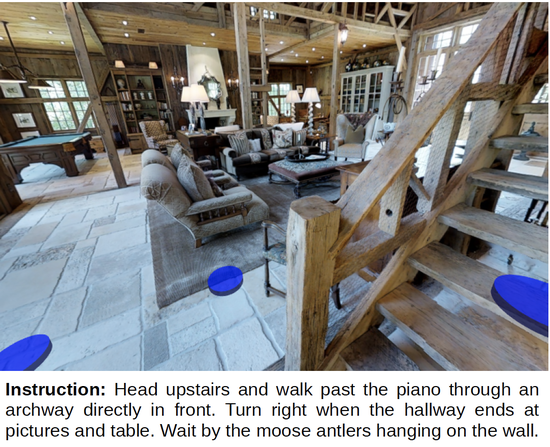 Instruction: Head upstairs and walk past the piano through an
archway directly in front. Turn right when the hallway ends at
pictures and table. Wait by the moose antlers hanging on the wall.